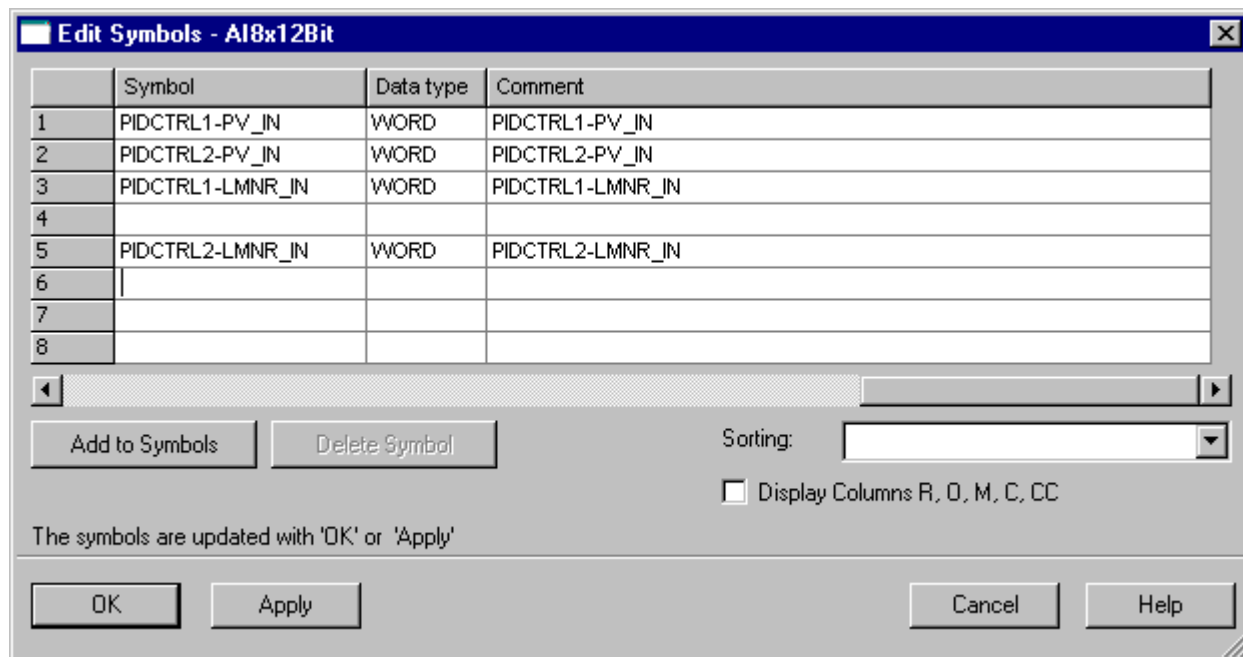 Edit Symbols - AI8x12Bit
Symbol Data type Comment
1 PIDCTRL1-PV_IN WORD PIDCTRL1-PV_IN
2 PIDCTRL2-PV_IN WORD PIDCTRL2-PV_IN
3 PIDCTRL1-LMNR_IN WORD PIDCTRL1-LMNR_IN
4
5 PIDCTRL2-LMNR_IN WORD PIDCTRL2-LMNR_IN
6
7
8
Add to Symbols Delete Symbol Sorting:
Display Columns R, O, M, C, CC
The symbols are updated with 'OK' or 'Apply'
OK Apply Cancel Help